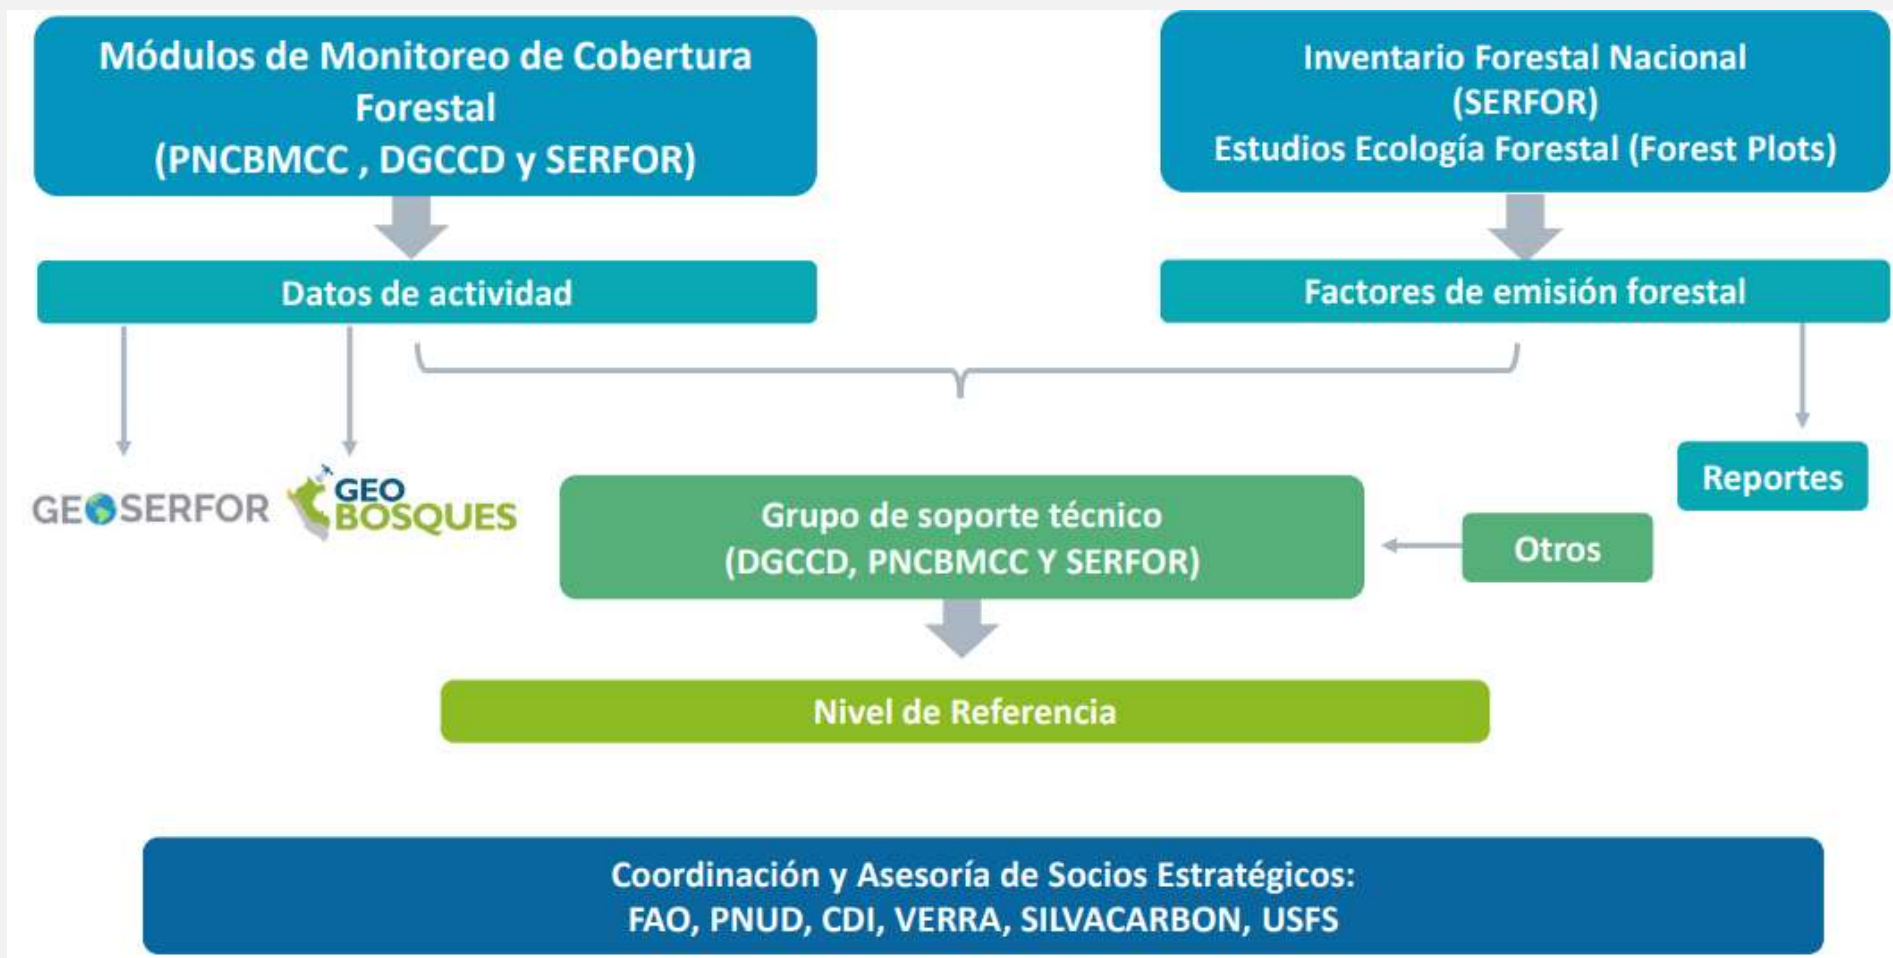 Módulos de Monitoreo de Cobertura
Forestal
(PNCBMCC , DGCCD y SERFOR)
Inventario Forestal Nacional
(SERFOR)
Estudios Ecología Forestal (Forest Plots)
Datos de actividad
Factores de emisión forestal
GEOSERFOR
GEO
BOSQUES
Reportes
Grupo de soporte técnico
(DGCCD, PNCBMCC Y SERFOR)
Otros
Nivel de Referencia
Coordinación y Asesoría de Socios Estratégicos:
FAO, PNUD, CDI, VERRA, SILVACARBON, USFS